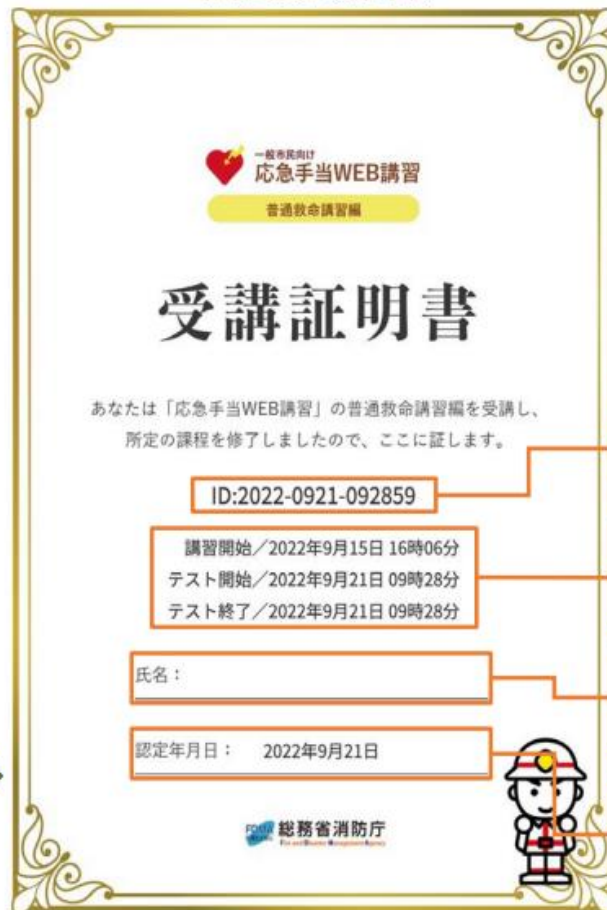 一般市民向け
応急手当WEB講習
普通救命講習編
受講証明書
あなたは「応急手当WEB講習」の普通救命講習編を受講し、
所定の課程を修了しましたので、ここに証します。
ID:2022-0921-092859
講習開始／2022年9月15日 16時06分
テスト開始／2022年9月21日 09時28分
テスト終了／2022年9月21日 09時28分
氏名：
認定年月日： 2022年9月21日
FDMA 総務省消防庁
Fire and Disaster Management Agency